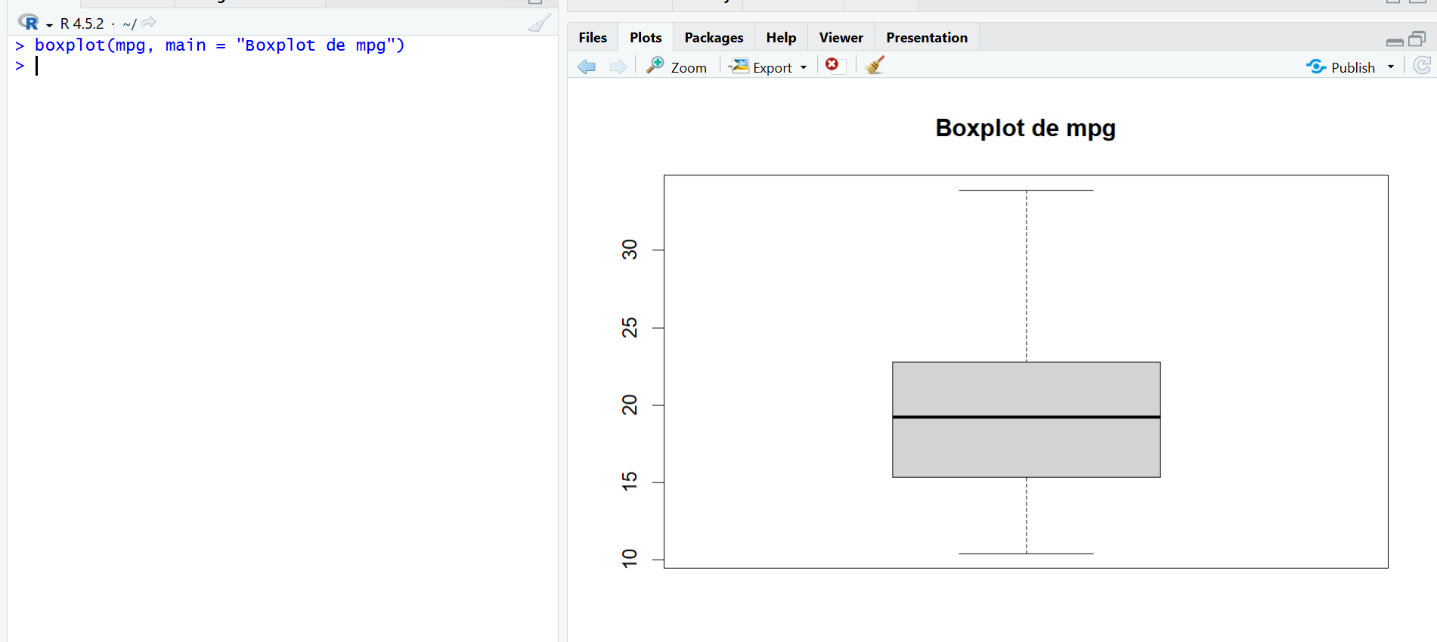 R 4.5.2 · ~/
> boxplot(mpg, main = "Boxplot de mpg")
>
Files Plots Packages Help Viewer Presentation
Zoom Export Publish
Boxplot de mpg
30
25
20
15
10